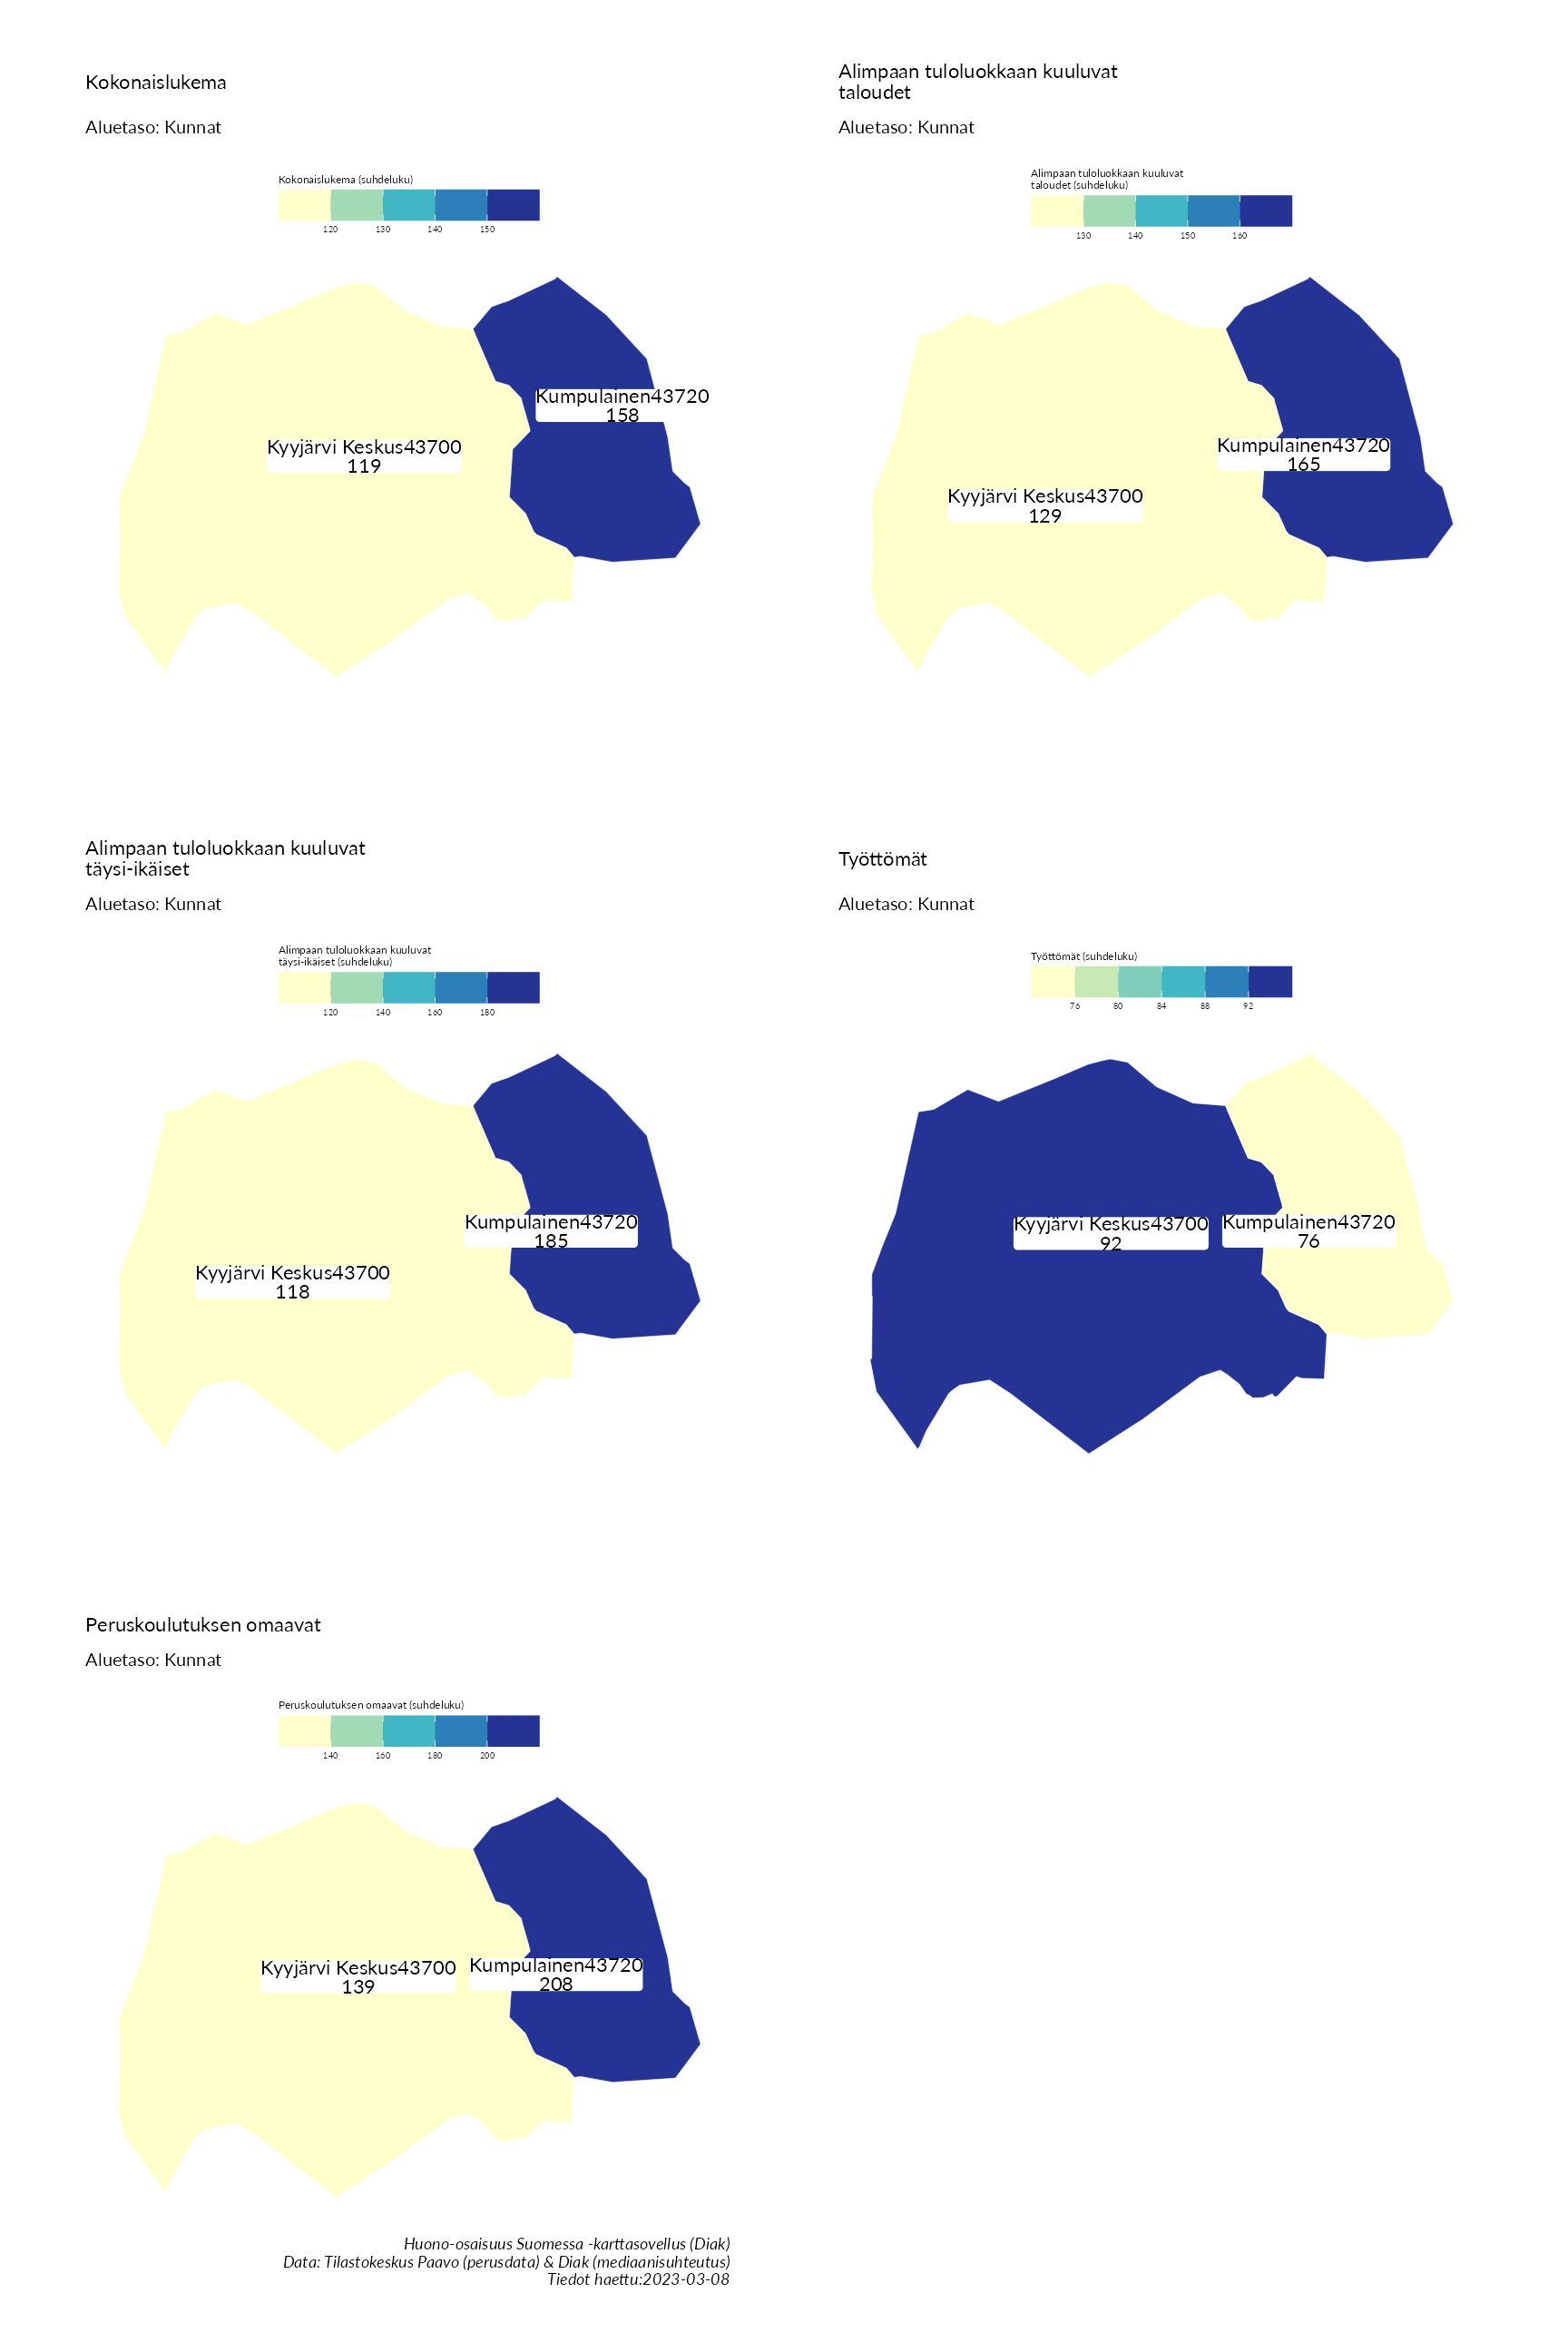 Kokonaislukema
Aluetaso: Kunnat
Kokonaislukema (suhdeluku)
120 130 140 150
Kumpulainen43720
158
Kyyjärvi Keskus43700
119
Alimpaan tuloluokkaan kuuluvat
taloudet
Aluetaso: Kunnat
Alimpaan tuloluokkaan kuuluvat
taloudet (suhdeluku)
130 140 150 160
Kumpulainen43720
165
Kyyjärvi Keskus43700
129
Alimpaan tuloluokkaan kuuluvat
täysi-ikäiset
Aluetaso: Kunnat
Alimpaan tuloluokkaan kuuluvat
täysi-ikäiset (suhdeluku)
120 140 160 180
Kumpulainen43720
185
Kyyjärvi Keskus43700
118
Työttömät
Aluetaso: Kunnat
Työttömät (suhdeluku)
76 80 84 88 92
Kyyjärvi Keskus43700
92
Kumpulainen43720
76
Peruskoulutuksen omaavat
Aluetaso: Kunnat
Peruskoulutuksen omaavat (suhdeluku)
140 160 180 200
Kyyjärvi Keskus43700
139
Kumpulainen43720
208
Huono-osaisuus Suomessa -karttasovellus (Diak)
Data: Tilastokeskus Paavo (perusdata) & Diak (mediaanisuhteutus)
Tiedot haettu:2023-03-08